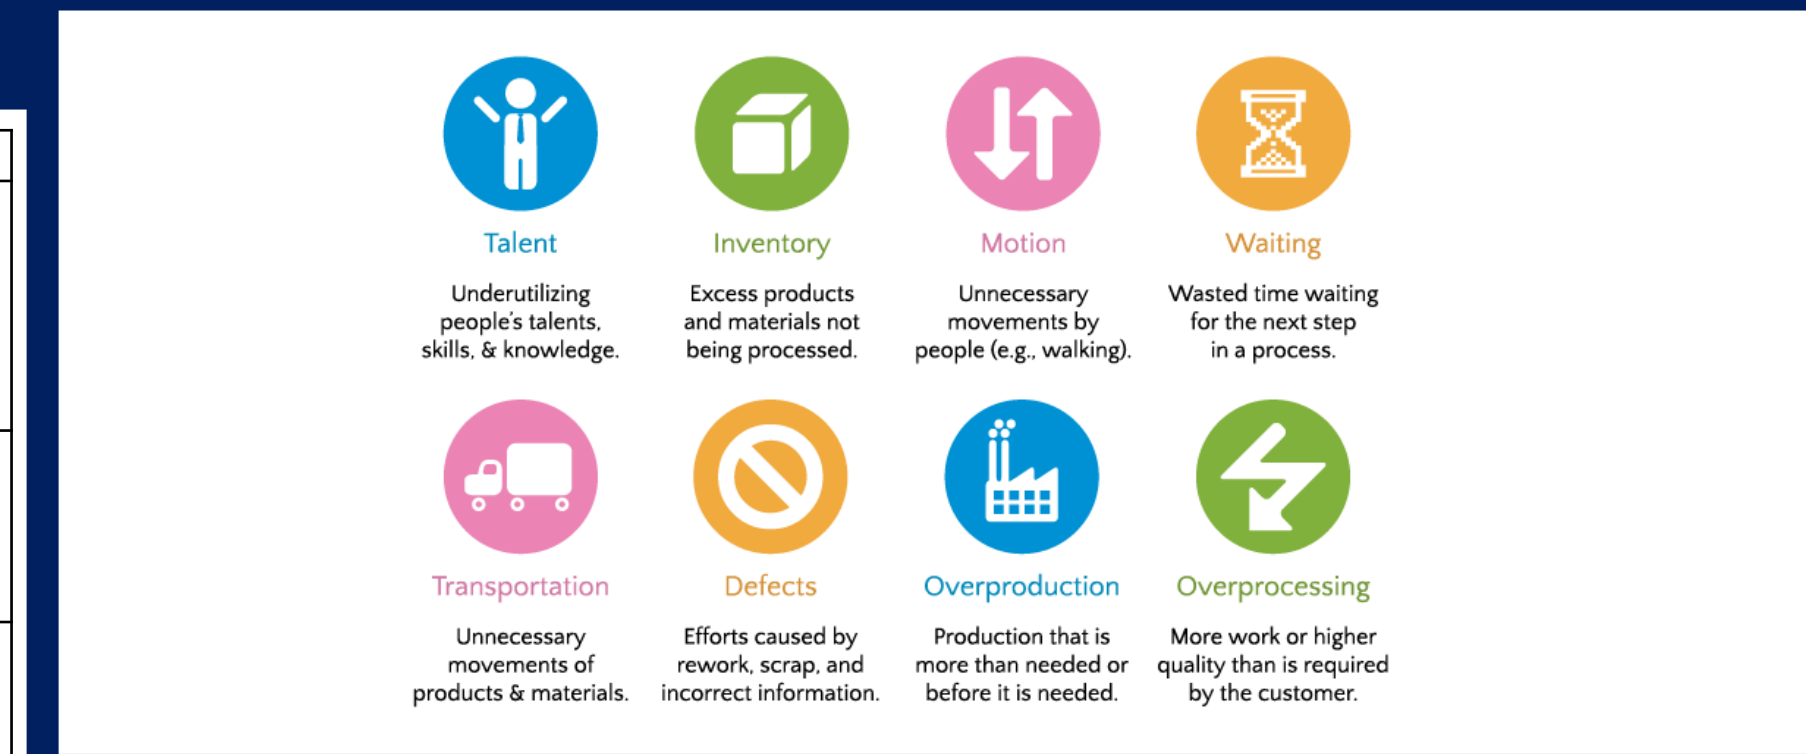 Talent
Underutilizing
people's talents,
skills, & knowledge.
Inventory
Excess products
and materials not
being processed.
Motion
Unnecessary
movements by
people (e.g., walking).
Waiting
Wasted time waiting
for the next step
in a process.
Transportation
Unnecessary
movements of
products & materials.
Defects
Efforts caused by
rework, scrap, and
incorrect information.
Overproduction
Production that is
more than needed or
before it is needed.
Overprocessing
More work or higher
quality than is required
by the customer.